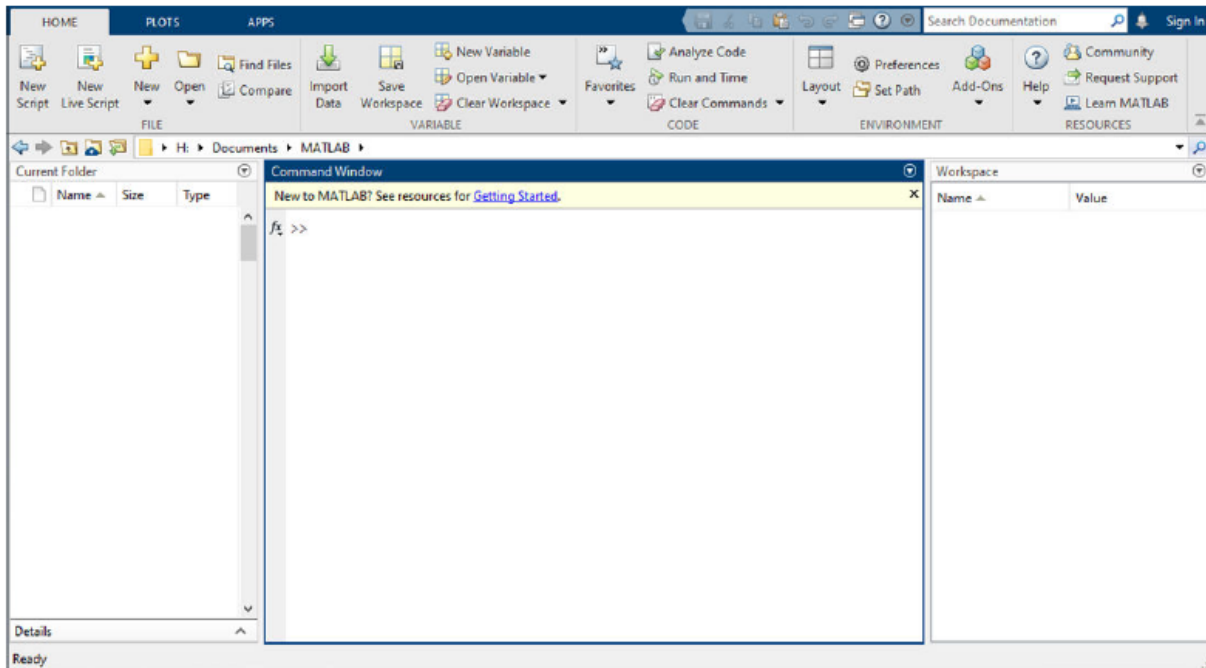 HOME PLOTS APPS Search Documentation Sign In
New Script
New Live Script
New
Open
Find Files
Compare
FILE
Import Data
Save Workspace
New Variable
Open Variable
Clear Workspace
VARIABLE
Favorites
Analyze Code
Run and Time
Clear Commands
CODE
Layout
Preferences
Set Path
Add-Ons
ENVIRONMENT
Help
Community
Request Support
Learn MATLAB
RESOURCES
H: Documents MATLAB
Current Folder
Name Size Type
Details
Command Window
New to MATLAB? See resources for Getting Started.
fx >>
Workspace
Name Value
Ready